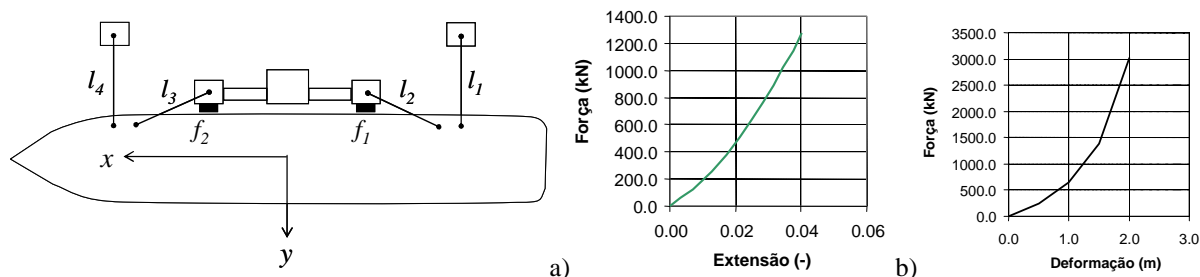 l4
l3
l2
l1
f2
f1
x
y
a)
Força (kN)
1400.0
1200.0
1000.0
800.0
600.0
400.0
200.0
0.0
0.00 0.02 0.04 0.06
Extensão (-)
b)
Força (kN)
3500.0
3000.0
2500.0
2000.0
1500.0
1000.0
500.0
0.0
0.0 1.0 2.0 3.0
Deformação (m)